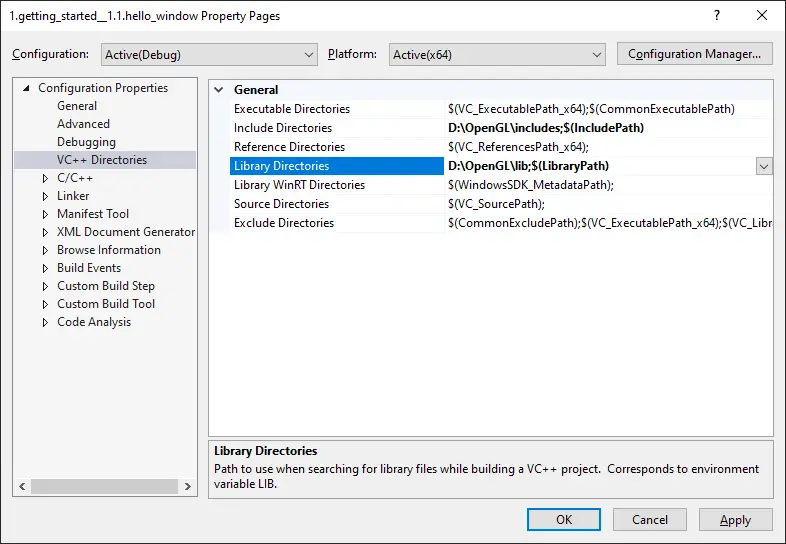 1.getting_started__1.1.hello_window Property Pages
? ×
Configuration: Active(Debug) Platform: Active(x64) Configuration Manager...
Configuration Properties
General
Advanced
Debugging
VC++ Directories
C/C++
Linker
Manifest Tool
XML Document Generator
Browse Information
Build Events
Custom Build Step
Custom Build Tool
Code Analysis
General
Executable Directories $(VC_ExecutablePath_x64);$(CommonExecutablePath)
Include Directories D:\OpenGL\includes;$(IncludePath)
Reference Directories $(VC_ReferencesPath_x64);
Library Directories D:\OpenGL\lib;$(LibraryPath)
Library WinRT Directories $(WindowsSDK_MetadataPath);
Source Directories $(VC_SourcePath);
Exclude Directories $(CommonExcludePath);$(VC_ExecutablePath_x64);$(VC_Libr
Library Directories
Path to use when searching for library files while building a VC++ project.  Corresponds to environment
variable LIB.
OK Cancel Apply